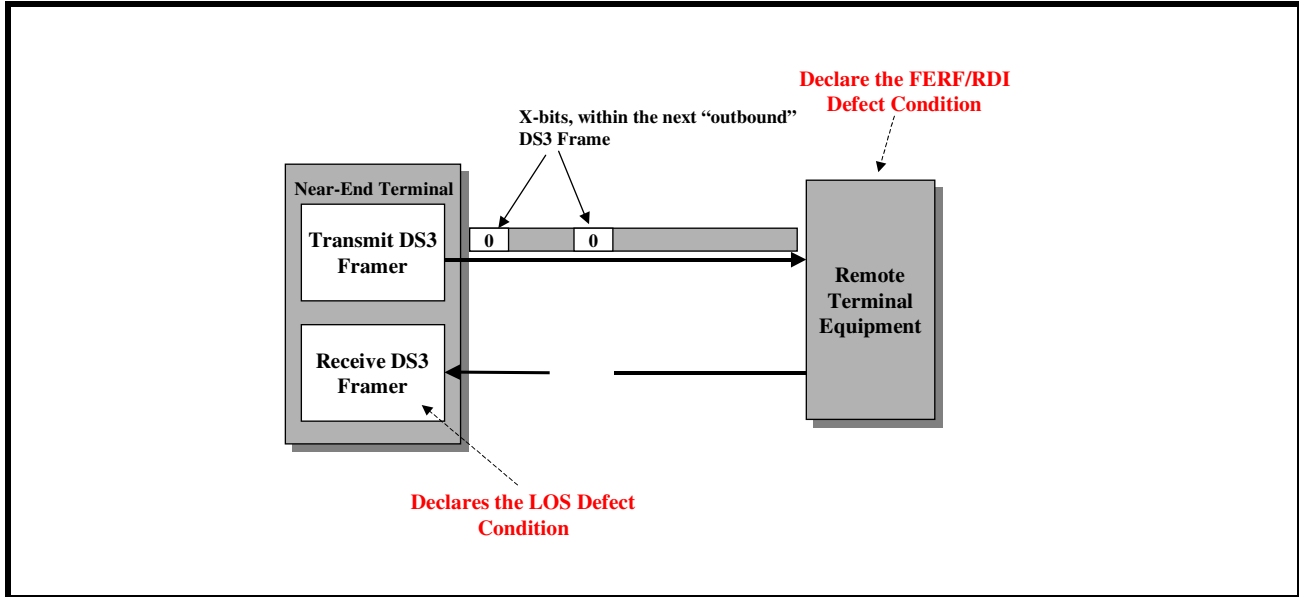 Declare the FERF/RDI
Defect Condition
X-bits, within the next “outbound”
DS3 Frame
Near-End Terminal
Transmit DS3
Framer
0
0
Remote
Terminal
Equipment
Receive DS3
Framer
Declares the LOS Defect
Condition